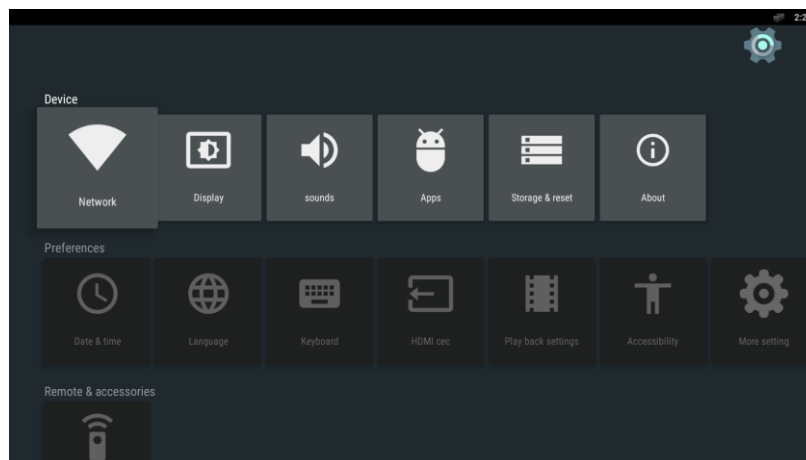 Device
Network
Display
sounds
Apps
Storage & reset
About
Preferences
Date & time
Language
Keyboard
HDMI cec
Play back settings
Accessibility
More setting
Remote & accessories